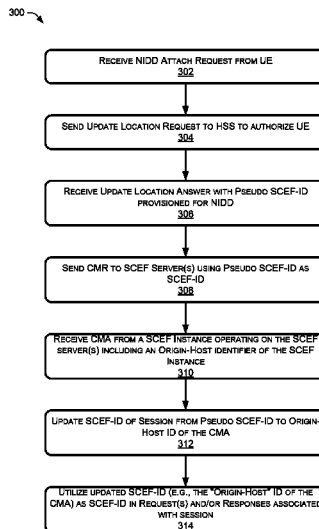 300
RECEIVE NIDD ATTACH REQUEST FROM UE
302
SEND UPDATE LOCATION REQUEST TO HSS TO AUTHORIZE UE
304
RECEIVE UPDATE LOCATION ANSWER WITH PSEUDO SCEF-ID
PROVISIONED FOR NIDD
306
SEND CMR TO SCEF SERVER(S) USING PSEUDO SCEF-ID AS
SCEF-ID
308
RECEIVE CMA FROM A SCEF INSTANCE OPERATING ON THE SCEF
SERVER(S) INCLUDING AN ORIGIN-HOST IDENTIFIER OF THE SCEF
INSTANCE
310
UPDATE SCEF-ID OF SESSION FROM PSEUDO SCEF-ID TO ORIGIN-
HOST ID OF THE CMA
312
UTILIZE UPDATED SCEF-ID (E.G., THE "ORIGIN-HOST" ID OF THE
CMA) AS SCEF-ID IN REQUEST(S) AND/OR RESPONSES ASSOCIATED
WITH SESSION
314